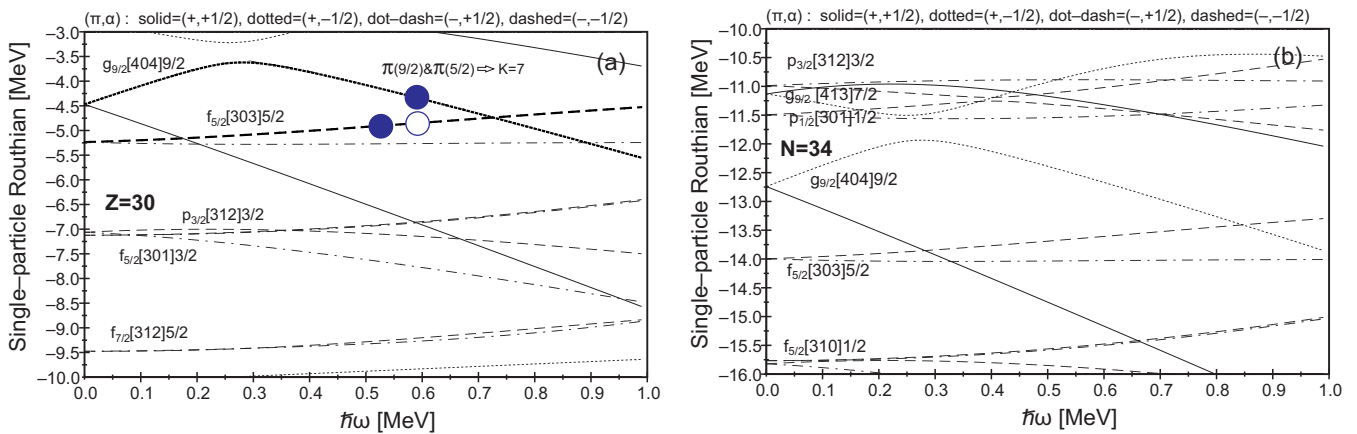 (π,α) : solid=(+,+1/2), dotted=(+,−1/2), dot–dash=(−,+1/2), dashed=(−,−1/2)
(a)
g9/2[404]9/2
π(9/2)&π(5/2)⇨ K=7
f5/2[303]5/2
Z=30
p3/2[312]3/2
f5/2[301]3/2
f7/2[312]5/2
Single–particle Routhian [MeV]
−3.0
−3.5
−4.0
−4.5
−5.0
−5.5
−6.0
−6.5
−7.0
−7.5
−8.0
−8.5
−9.0
−9.5
−10.0
0.0 0.1 0.2 0.3 0.4 0.5 0.6 0.7 0.8 0.9 1.0
ħω [MeV]
(π,α) : solid=(+,+1/2), dotted=(+,−1/2), dot–dash=(−,+1/2), dashed=(−,−1/2)
(b)
p3/2[312]3/2
g9/2[413]7/2
p1/2[301]1/2
N=34
g9/2[404]9/2
f5/2[303]5/2
f5/2[310]1/2
Single–particle Routhian [MeV]
−10.0
−10.5
−11.0
−11.5
−12.0
−12.5
−13.0
−13.5
−14.0
−14.5
−15.0
−15.5
−16.0
0.0 0.1 0.2 0.3 0.4 0.5 0.6 0.7 0.8 0.9 1.0
ħω [MeV]